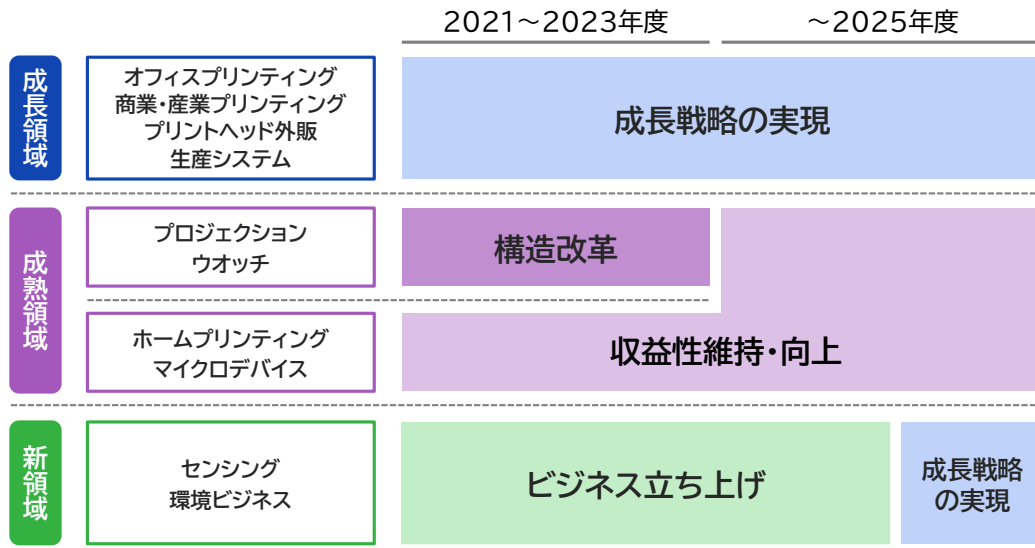 2021～2023年度
～2025年度
成長領域
オフィスプリンティング
商業・産業プリンティング
プリントヘッド外販
生産システム
成長戦略の実現
成熟領域
プロジェクション
ウオッチ
構造改革
ホームプリンティング
マイクロデバイス
収益性維持・向上
新領域
センシング
環境ビジネス
ビジネス立ち上げ
成長戦略
の実現